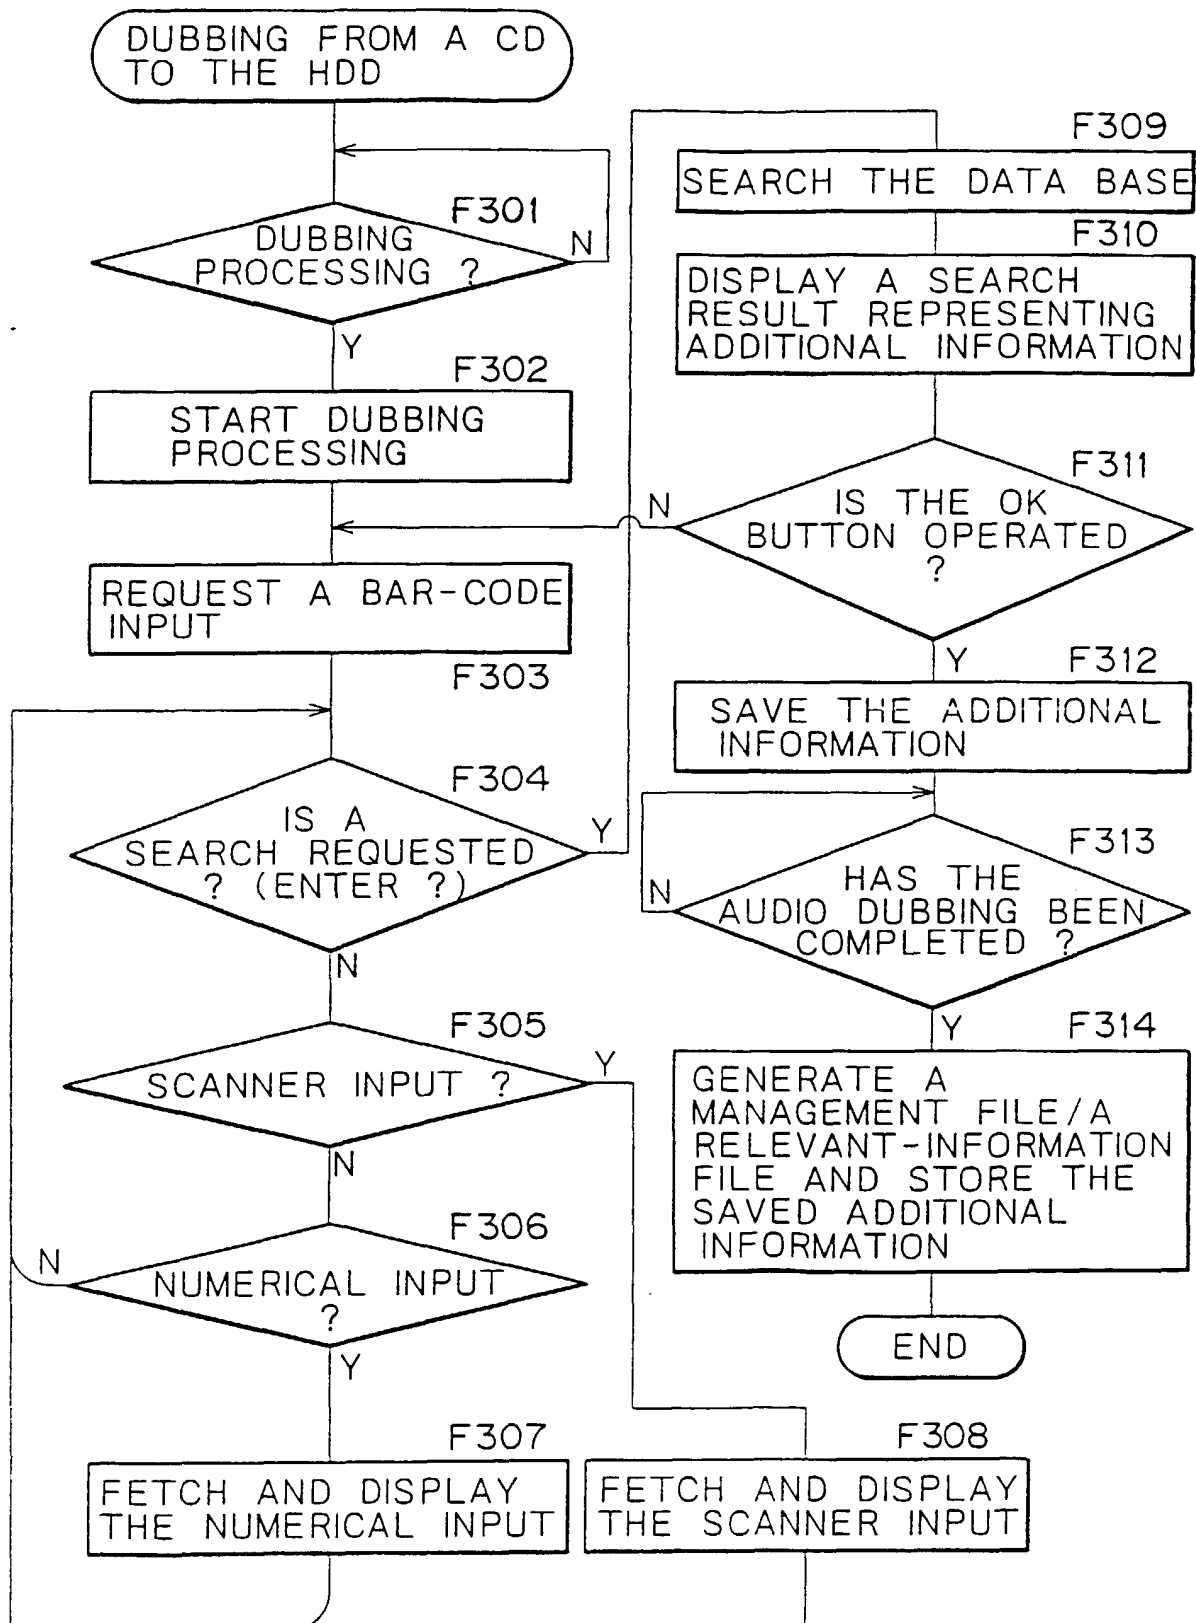 DUBBING FROM A CD
TO THE HDD
F301
DUBBING
PROCESSING ?
N
Y
F302
START DUBBING
PROCESSING
REQUEST A BAR-CODE
INPUT
F303
F304
IS A
SEARCH REQUESTED
? (ENTER ?)
Y
N
F305
SCANNER INPUT ?
Y
N
F306
NUMERICAL INPUT
?
N
Y
F307
FETCH AND DISPLAY
THE NUMERICAL INPUT
F308
FETCH AND DISPLAY
THE SCANNER INPUT
F309
SEARCH THE DATA BASE
F310
DISPLAY A SEARCH
RESULT REPRESENTING
ADDITIONAL INFORMATION
F311
IS THE OK
BUTTON OPERATED
?
N
Y
F312
SAVE THE ADDITIONAL
INFORMATION
F313
HAS THE
AUDIO DUBBING BEEN
COMPLETED ?
N
Y
F314
GENERATE A
MANAGEMENT FILE/A
RELEVANT-INFORMATION
FILE AND STORE THE
SAVED ADDITIONAL
INFORMATION
END